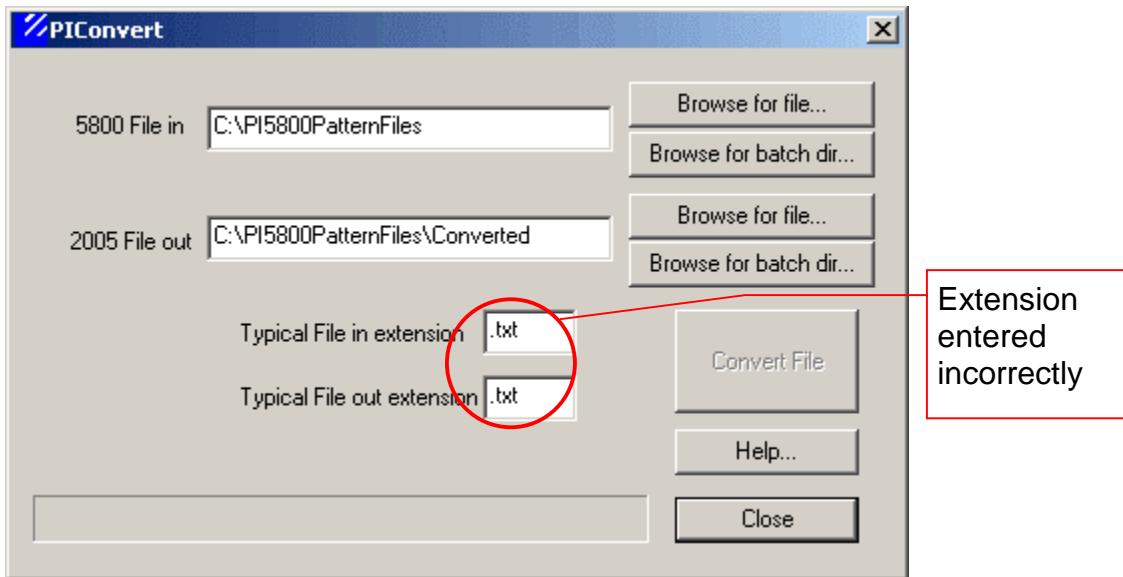 PIConvert
5800 File in
C:\PI5800PatternFiles
Browse for file...
Browse for batch dir...
2005 File out
C:\PI5800PatternFiles\Converted
Browse for file...
Browse for batch dir...
Typical File in extension
.txt
Typical File out extension
.txt
Convert File
Help...
Close
Extension
entered
incorrectly